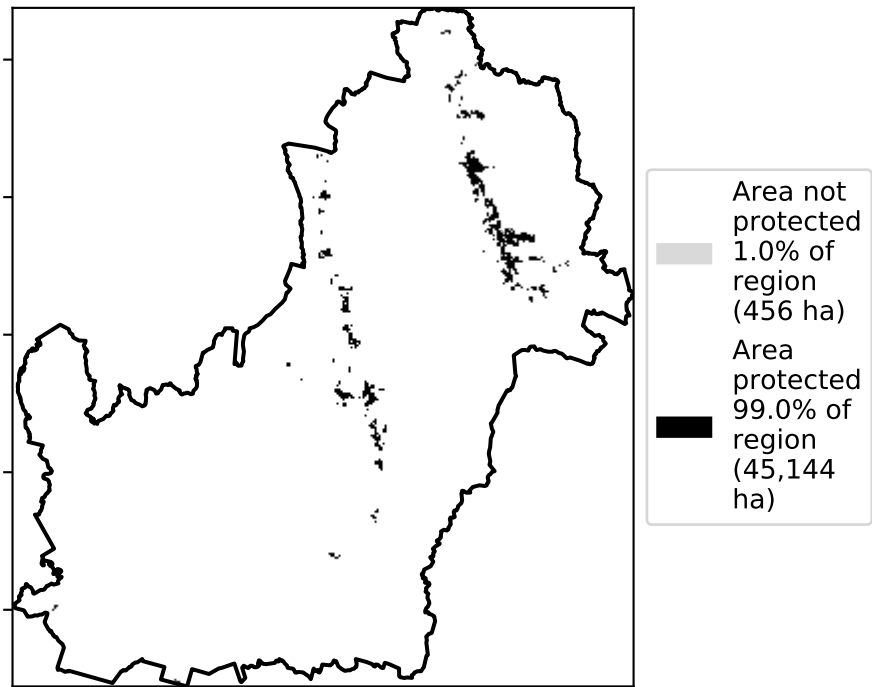 Area not
protected
1.0% of
region
(456 ha)
Area
protected
99.0% of
region
(45,144
ha)